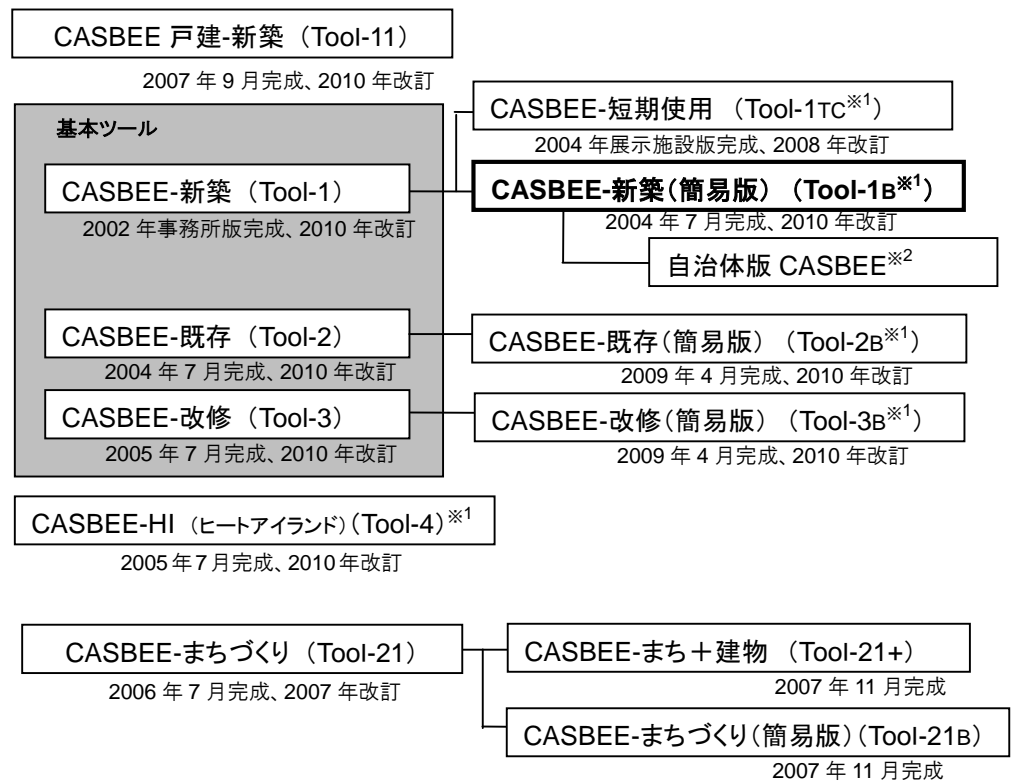 CASBEE 戸建-新築 (Tool-11)
2007 年 9 月完成、2010 年改訂
基本ツール
CASBEE-新築 (Tool-1)
2002 年事務所版完成、2010 年改訂
CASBEE-短期使用 (Tool-1TC※1)
2004 年展示施設版完成、2008 年改訂
CASBEE-新築(簡易版) (Tool-1B※1)
2004 年 7 月完成、2010 年改訂
自治体版 CASBEE※2
CASBEE-既存 (Tool-2)
2004 年 7 月完成、2010 年改訂
CASBEE-既存(簡易版) (Tool-2B※1)
2009 年 4 月完成、2010 年改訂
CASBEE-改修 (Tool-3)
2005 年 7 月完成、2010 年改訂
CASBEE-改修(簡易版) (Tool-3B※1)
2009 年 4 月完成、2010 年改訂
CASBEE-HI (ヒートアイランド)(Tool-4)※1
2005 年 7 月完成、2010 年改訂
CASBEE-まちづくり (Tool-21)
2006 年 7 月完成、2007 年改訂
CASBEE-まち+建物 (Tool-21+)
2007 年 11 月完成
CASBEE-まちづくり(簡易版)(Tool-21B)
2007 年 11 月完成